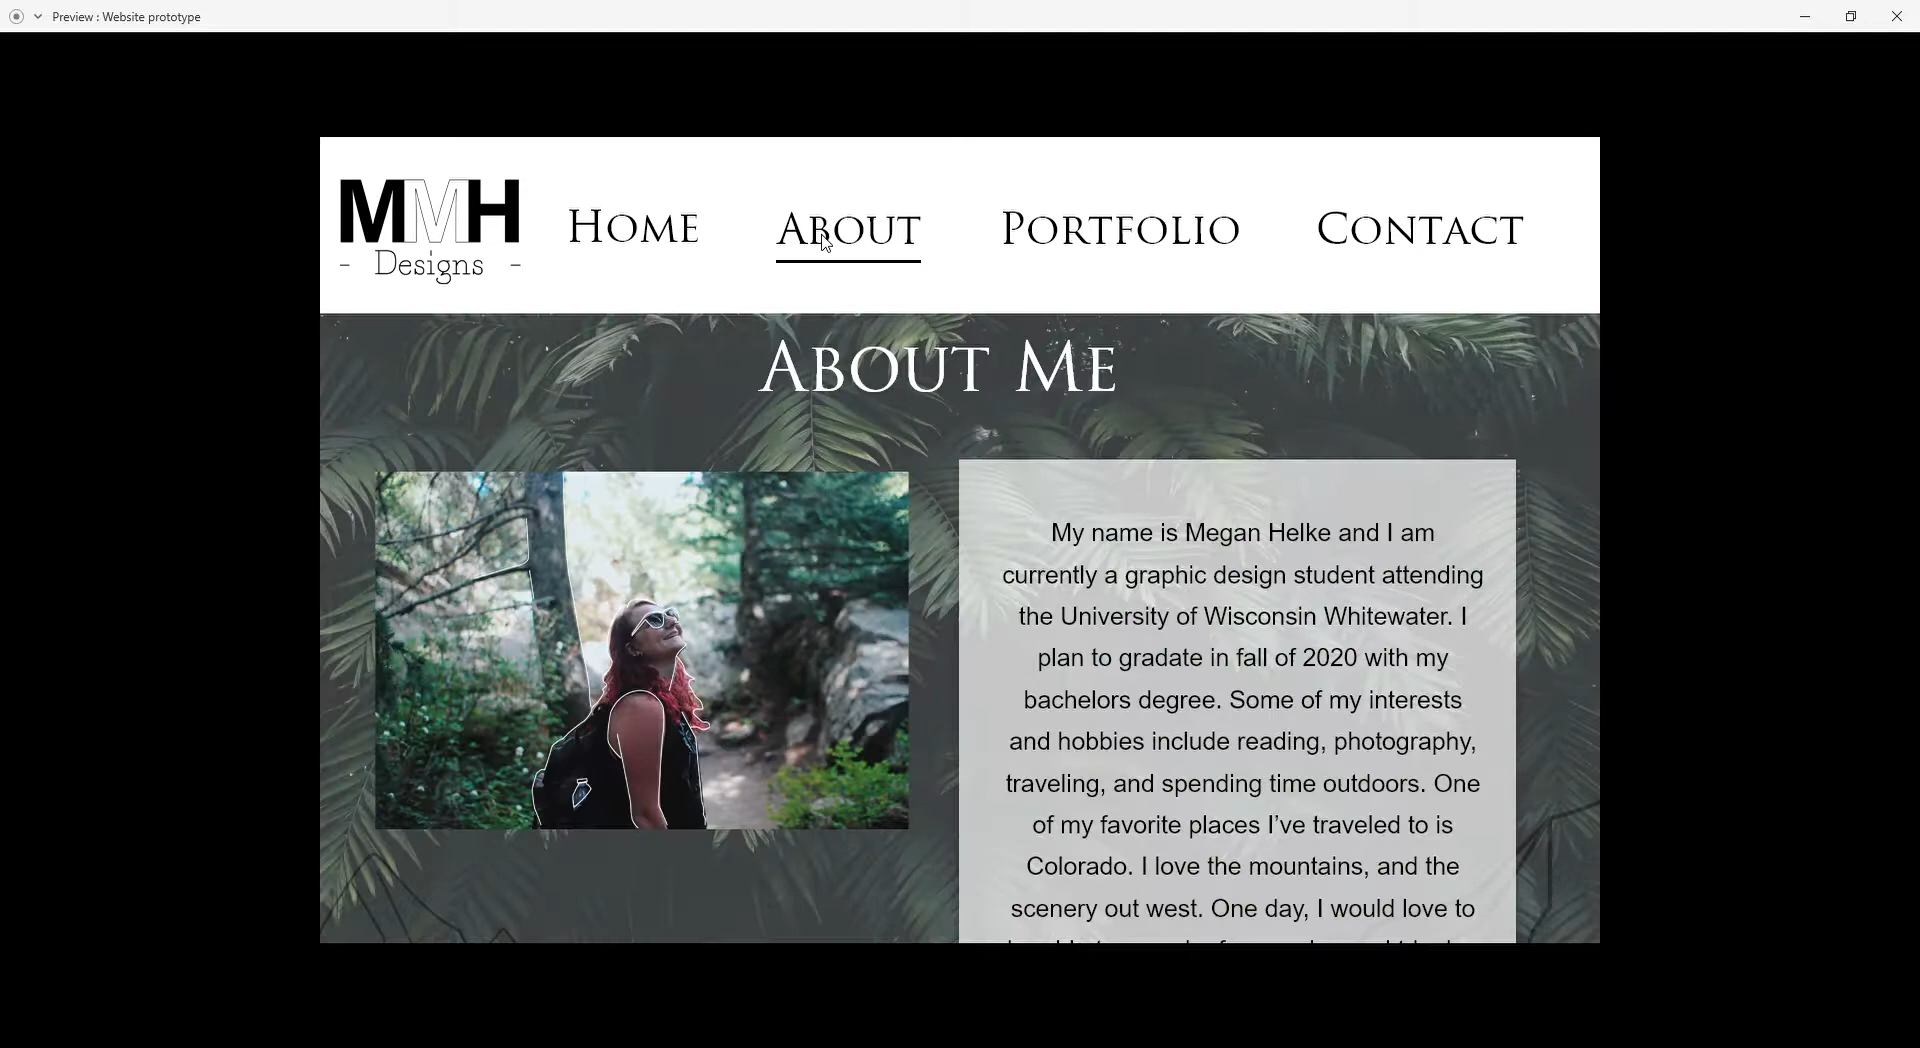 Preview : Website prototype
MMH
- Designs -
Home
About
Portfolio
Contact
About Me
My name is Megan Helke and I am
currently a graphic design student attending
the University of Wisconsin Whitewater. I
plan to gradate in fall of 2020 with my
bachelors degree. Some of my interests
and hobbies include reading, photography,
traveling, and spending time outdoors. One
of my favorite places I’ve traveled to is
Colorado. I love the mountains, and the
scenery out west. One day, I would love to